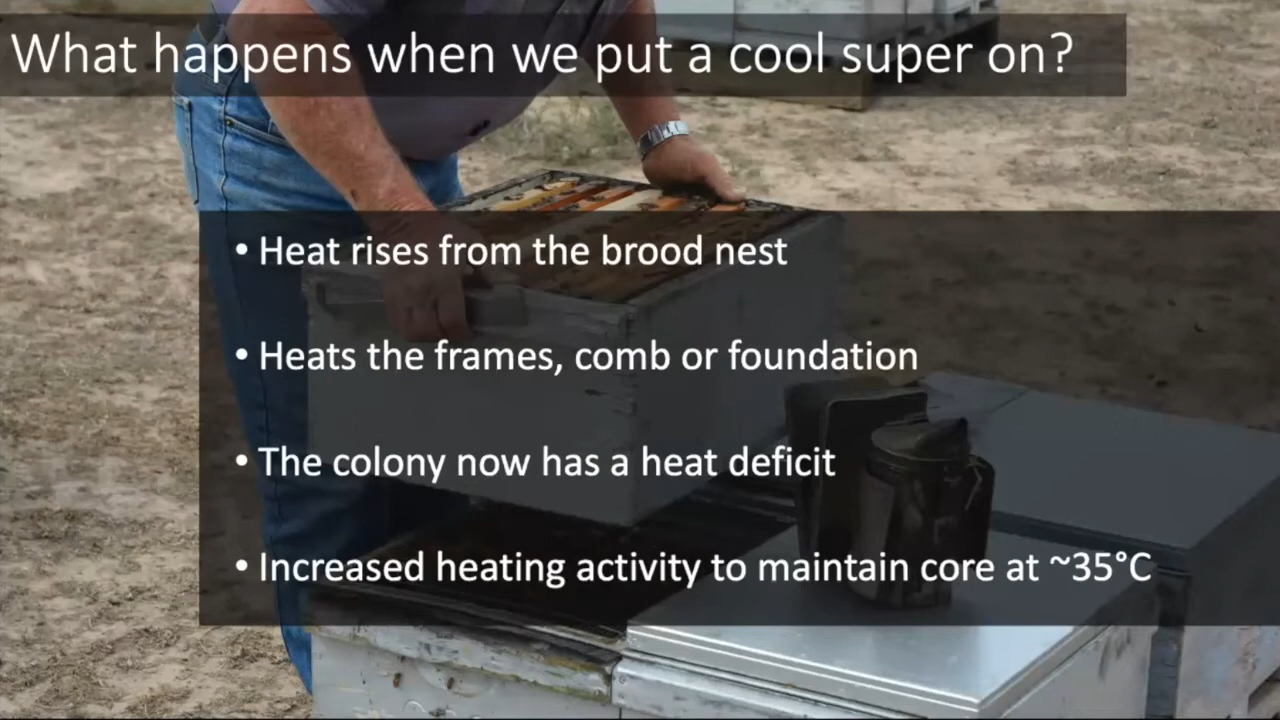 What happens when we put a cool super on?
• Heat rises from the brood nest
• Heats the frames, comb or foundation
• The colony now has a heat deficit
• Increased heating activity to maintain core at ~35°C